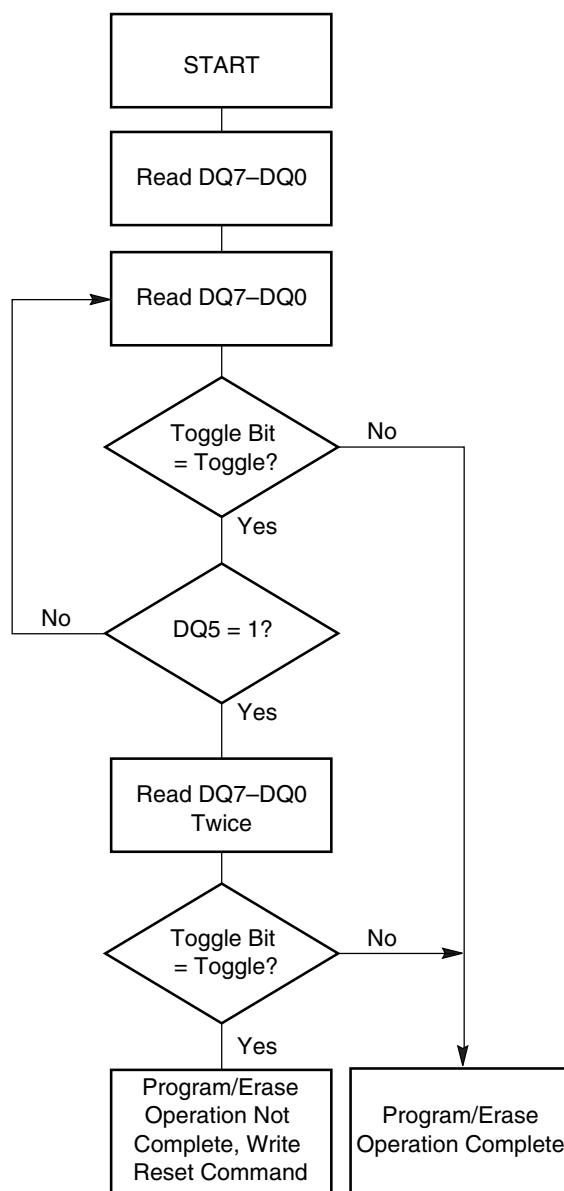 START
Read DQ7–DQ0
Read DQ7–DQ0
Toggle Bit
= Toggle?
No
Yes
No
DQ5 = 1?
Yes
Read DQ7–DQ0
Twice
Toggle Bit
= Toggle?
No
Yes
Program/Erase
Operation Not
Complete, Write
Reset Command
Program/Erase
Operation Complete